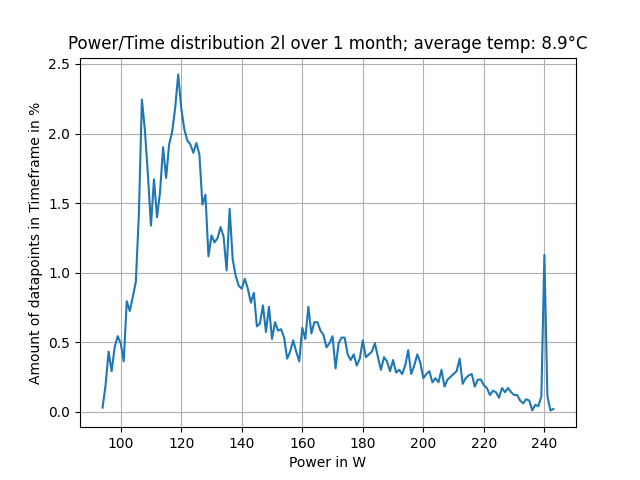 Power/Time distribution 2l over 1 month; average temp: 8.9°C
Amount of datapoints in Timeframe in %
2.5
2.0
1.5
1.0
0.5
0.0
100 120 140 160 180 200 220 240
Power in W